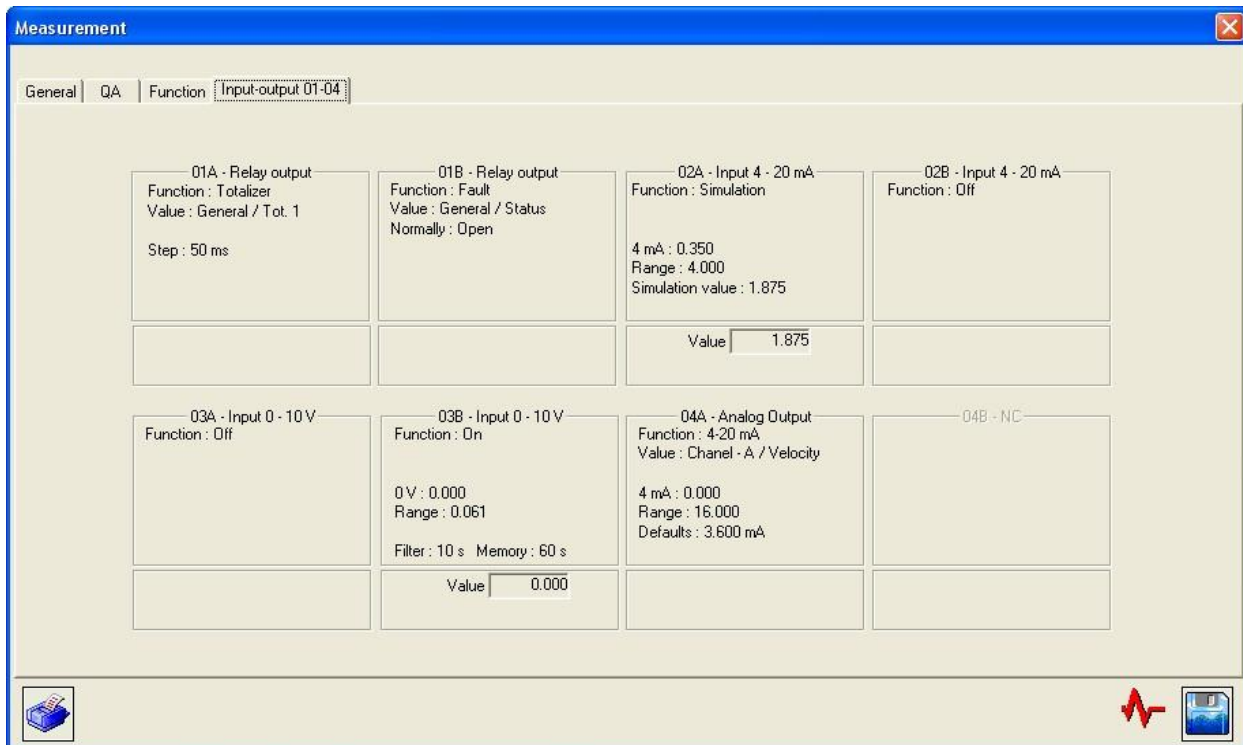 Measurement
General
QA
Function
Input-output 01-04
01A - Relay output
Function : Totalizer
Value : General / Tot. 1
Step : 50 ms
01B - Relay output
Function : Fault
Value : General / Status
Normally : Open
02A - Input 4 - 20 mA
Function : Simulation
4 mA : 0.350
Range : 4.000
Simulation value : 1.875
Value 1.875
02B - Input 4 - 20 mA
Function : Off
03A - Input 0 - 10 V
Function : Off
03B - Input 0 - 10 V
Function : On
0 V : 0.000
Range : 0.061
Filter : 10 s Memory : 60 s
Value 0.000
04A - Analog Output
Function : 4-20 mA
Value : Chanel - A / Velocity
4 mA : 0.000
Range : 16.000
Defaults : 3.600 mA
04B - NC